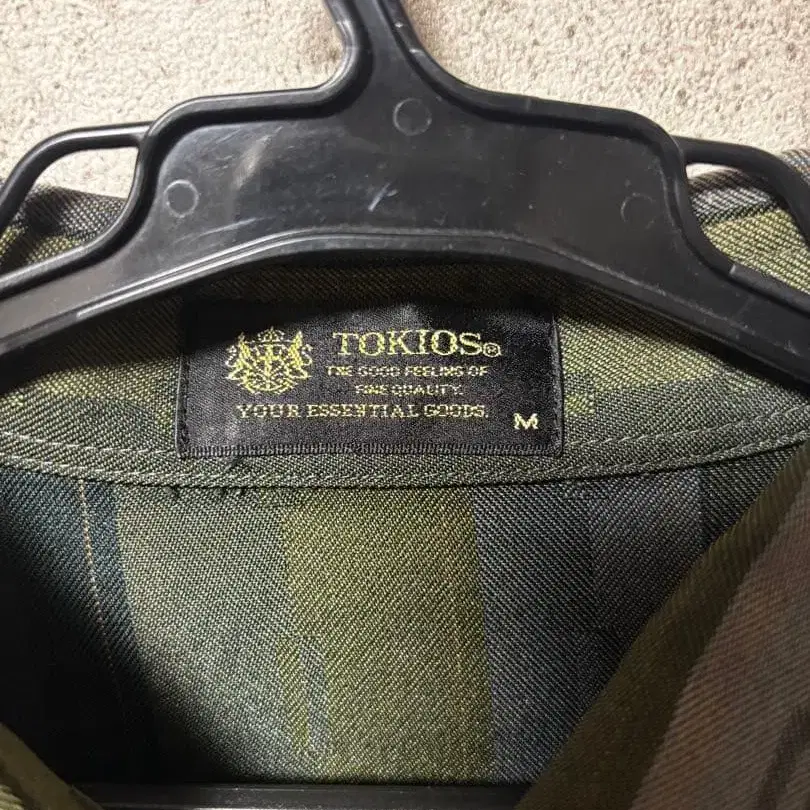 TOKIOS®
THE GOOD FEELING OF
FINE QUALITY.
YOUR ESSENTIAL GOODS.
M